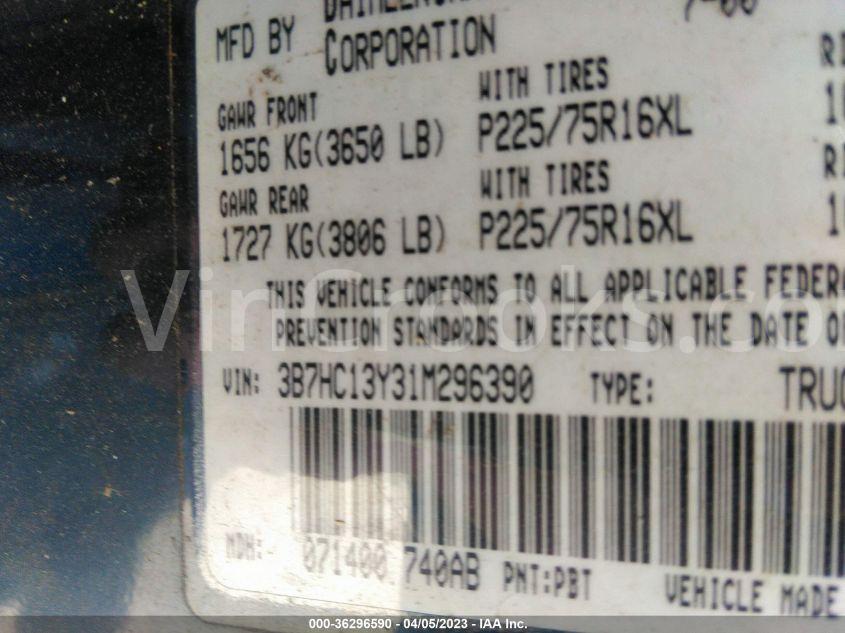 MFD BY
CORPORATION
GAWR FRONT WITH TIRES
1656 KG(3650 LB) P225/75R16XL
GAWR REAR WITH TIRES
1727 KG(3806 LB) P225/75R16XL
THIS VEHICLE CONFORMS TO ALL APPLICABLE
PREVENTION STANDARDS IN EFFECT ON THE DATE
VIN: 3B7HC13Y31M296390 TYPE:
MDH: 071400 740AB PNT:PBT VEHICLE MADE
000-36296590 - 04/05/2023 - IAA Inc.